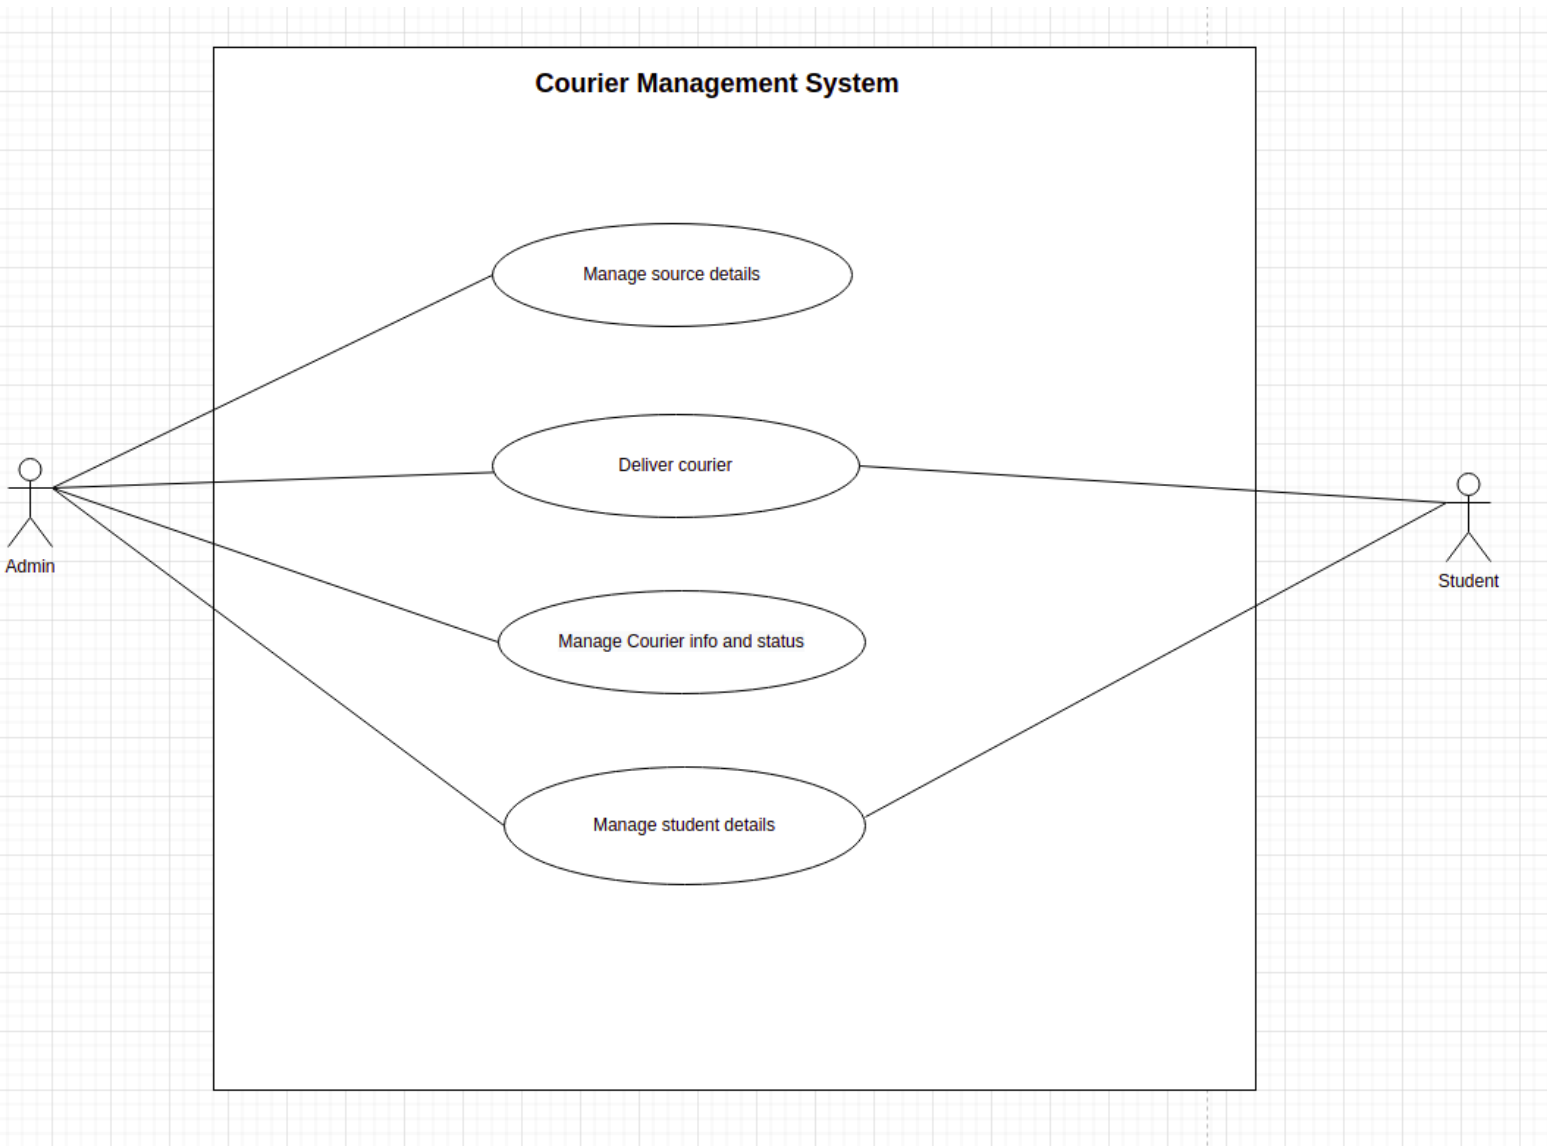 Courier Management System
Manage source details
Deliver courier
Admin
Student
Manage Courier info and status
Manage student details